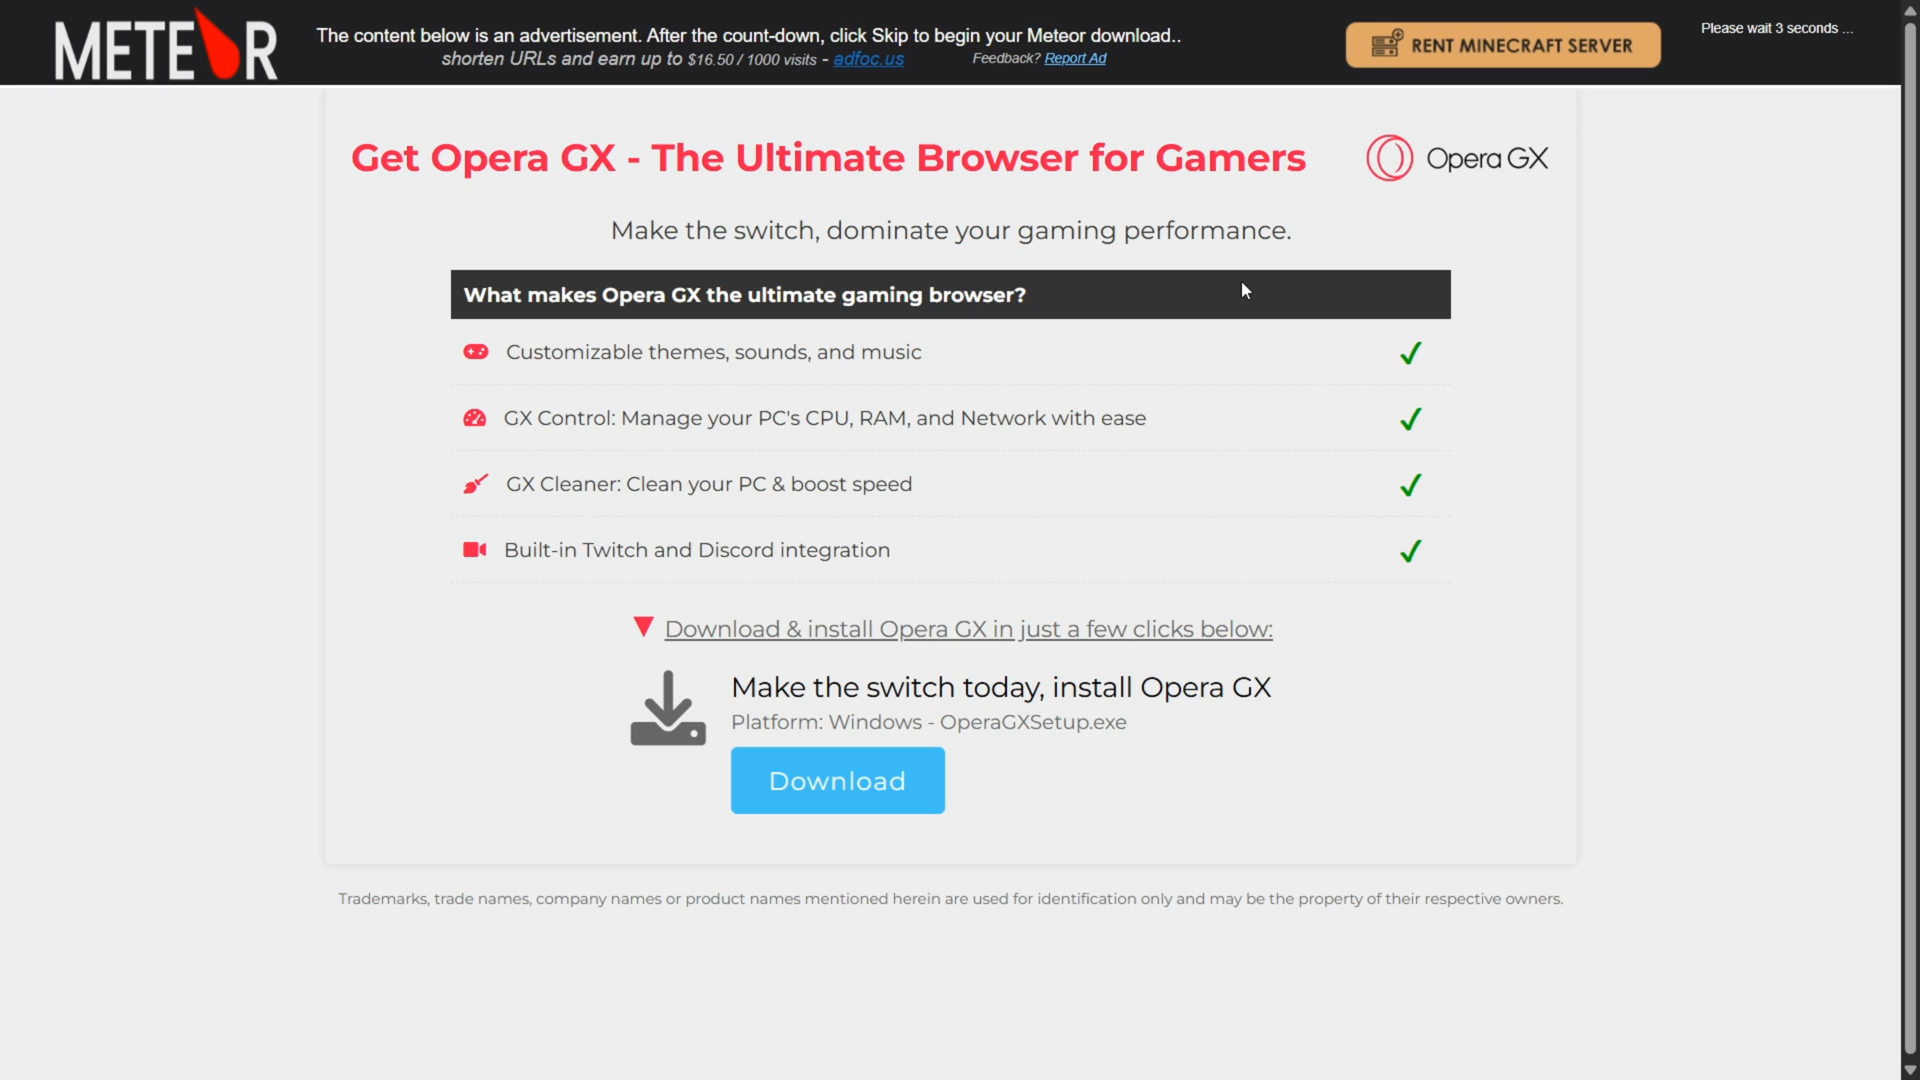 METEOR
The content below is an advertisement. After the count-down, click Skip to begin your Meteor download..
shorten URLs and earn up to $16.50 / 1000 visits - adfoc.us
Feedback? Report Ad
RENT MINECRAFT SERVER
Please wait 3 seconds ...
Get Opera GX - The Ultimate Browser for Gamers
Opera GX
Make the switch, dominate your gaming performance.
What makes Opera GX the ultimate gaming browser?
Customizable themes, sounds, and music
GX Control: Manage your PC's CPU, RAM, and Network with ease
GX Cleaner: Clean your PC & boost speed
Built-in Twitch and Discord integration
Download & install Opera GX in just a few clicks below:
Make the switch today, install Opera GX
Platform: Windows - OperaGXSetup.exe
Download
Trademarks, trade names, company names or product names mentioned herein are used for identification only and may be the property of their respective owners.